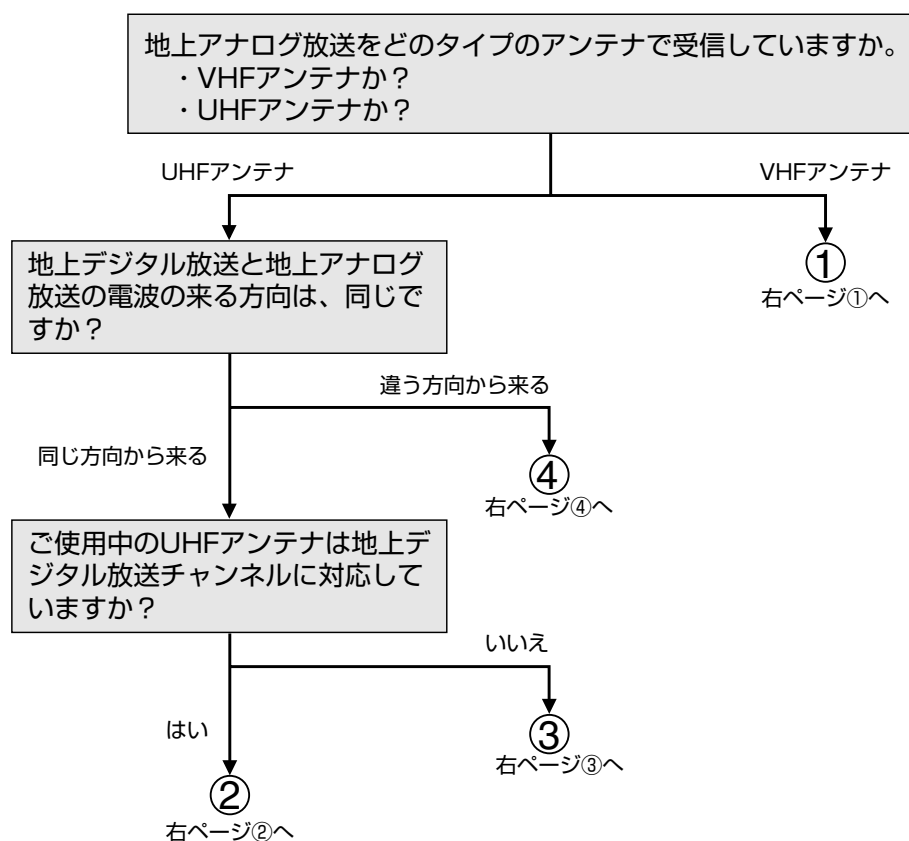 地上アナログ放送をどのタイプのアンテナで受信していますか。
・VHFアンテナか？
・UHFアンテナか？
UHFアンテナ
VHFアンテナ
地上デジタル放送と地上アナログ
放送の電波の来る方向は、同じで
すか？
①
右ページ①へ
違う方向から来る
同じ方向から来る
④
右ページ④へ
ご使用中のUHFアンテナは地上デ
ジタル放送チャンネルに対応して
いますか？
いいえ
はい
③
右ページ③へ
②
右ページ②へ